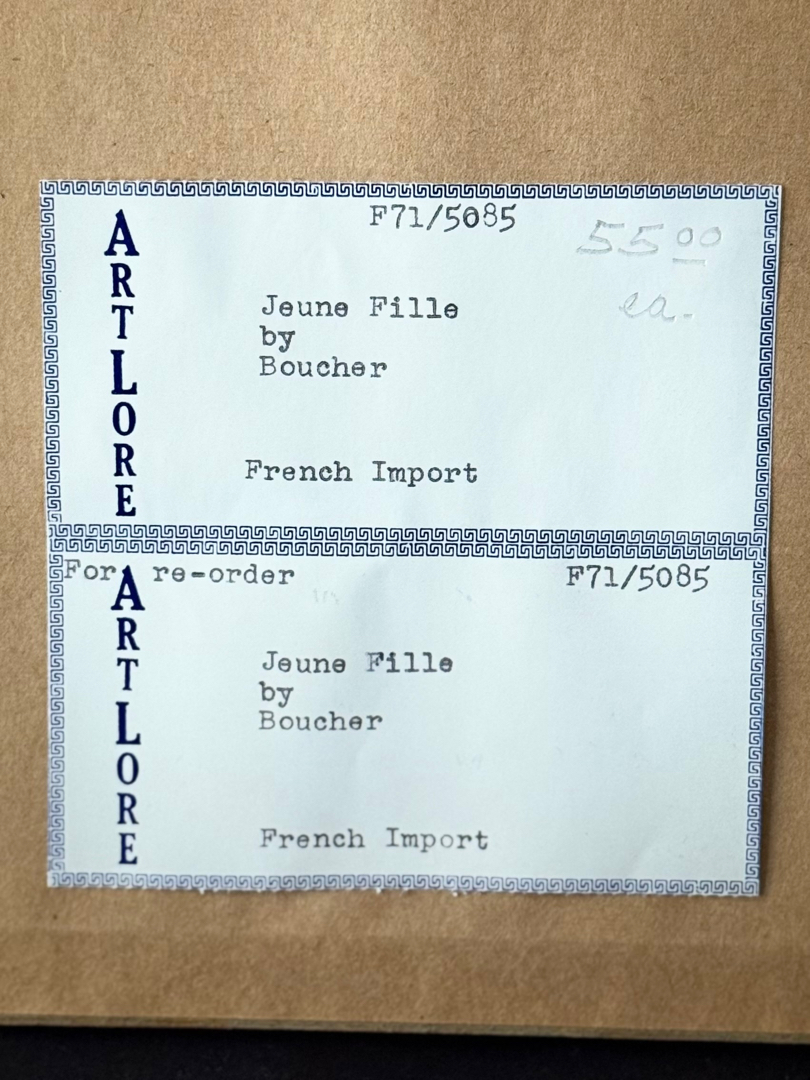 ARTLORE
F71/5085
55 00
ea.
Jeune Fille
by
Boucher
French Import
For re-order
ARTLORE
F71/5085
Jeune Fille
by
Boucher
French Import